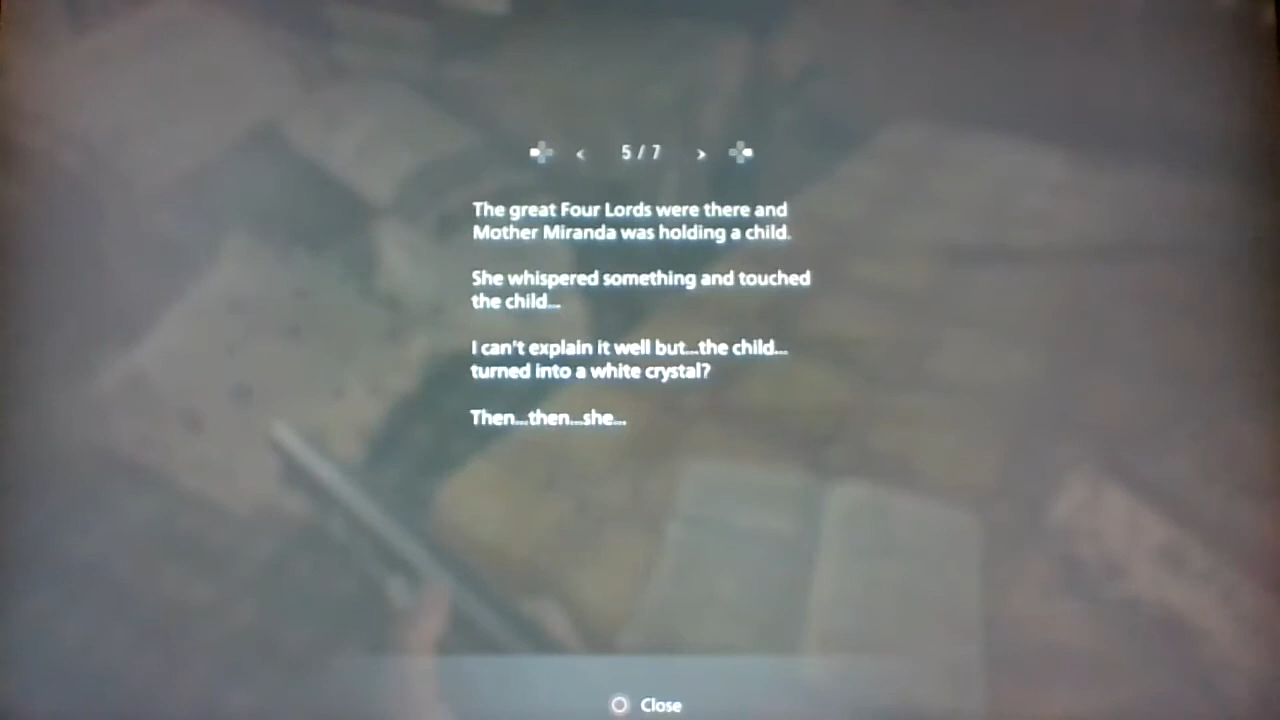 < 5 / 7 >
The great Four Lords were there and
Mother Miranda was holding a child.
She whispered something and touched
the child...
I can't explain it well but...the child...
turned into a white crystal?
Then...then...she...
Close